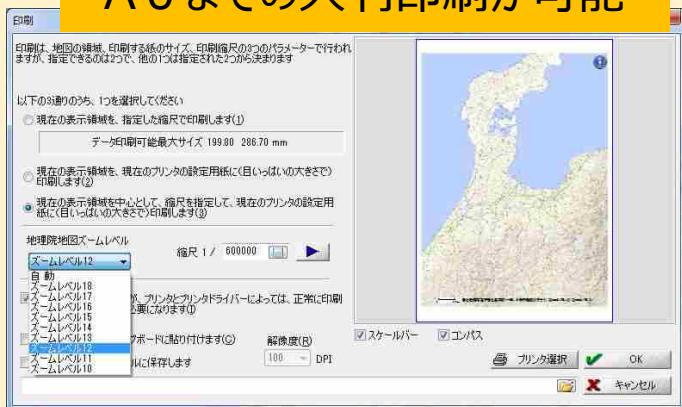 A0までの大判印刷が可能
印刷
印刷は、地図の領域、印刷する紙のサイズ、印刷縮尺の3つのパラメーターで行われ
ますが、指定できるのは2つで、他の1つは指定された2つから決まります
以下の3通りのうち、1つを選択してください
現在の表示領域を、指定した縮尺で印刷します(1)
データ印刷可能最大サイズ 199.80 286.70 mm
現在の表示領域を、現在のプリンタの設定用紙に(目いっぱいの大きさで)
印刷します(2)
現在の表示領域を中心として、縮尺を指定して、現在のプリンタの設定用
紙に(目いっぱいの大きさで)印刷します(3)
地理院地図ズームレベル
縮尺 1/ 600000
ズームレベル12
自動
ズームレベル18
ズームレベル17
ズームレベル16
ズームレベル15
ズームレベル14
ズームレベル13
ズームレベル12
ズームレベル11
ズームレベル10
が、プリンタとプリンタドライバーによっては、正常に印刷
必要になります(I)
プボードに貼り付けます(C)
解像度(R)
ルに保存します
100 DPI
スケールバー
コンパス
プリンタ選択
OK
キャンセル